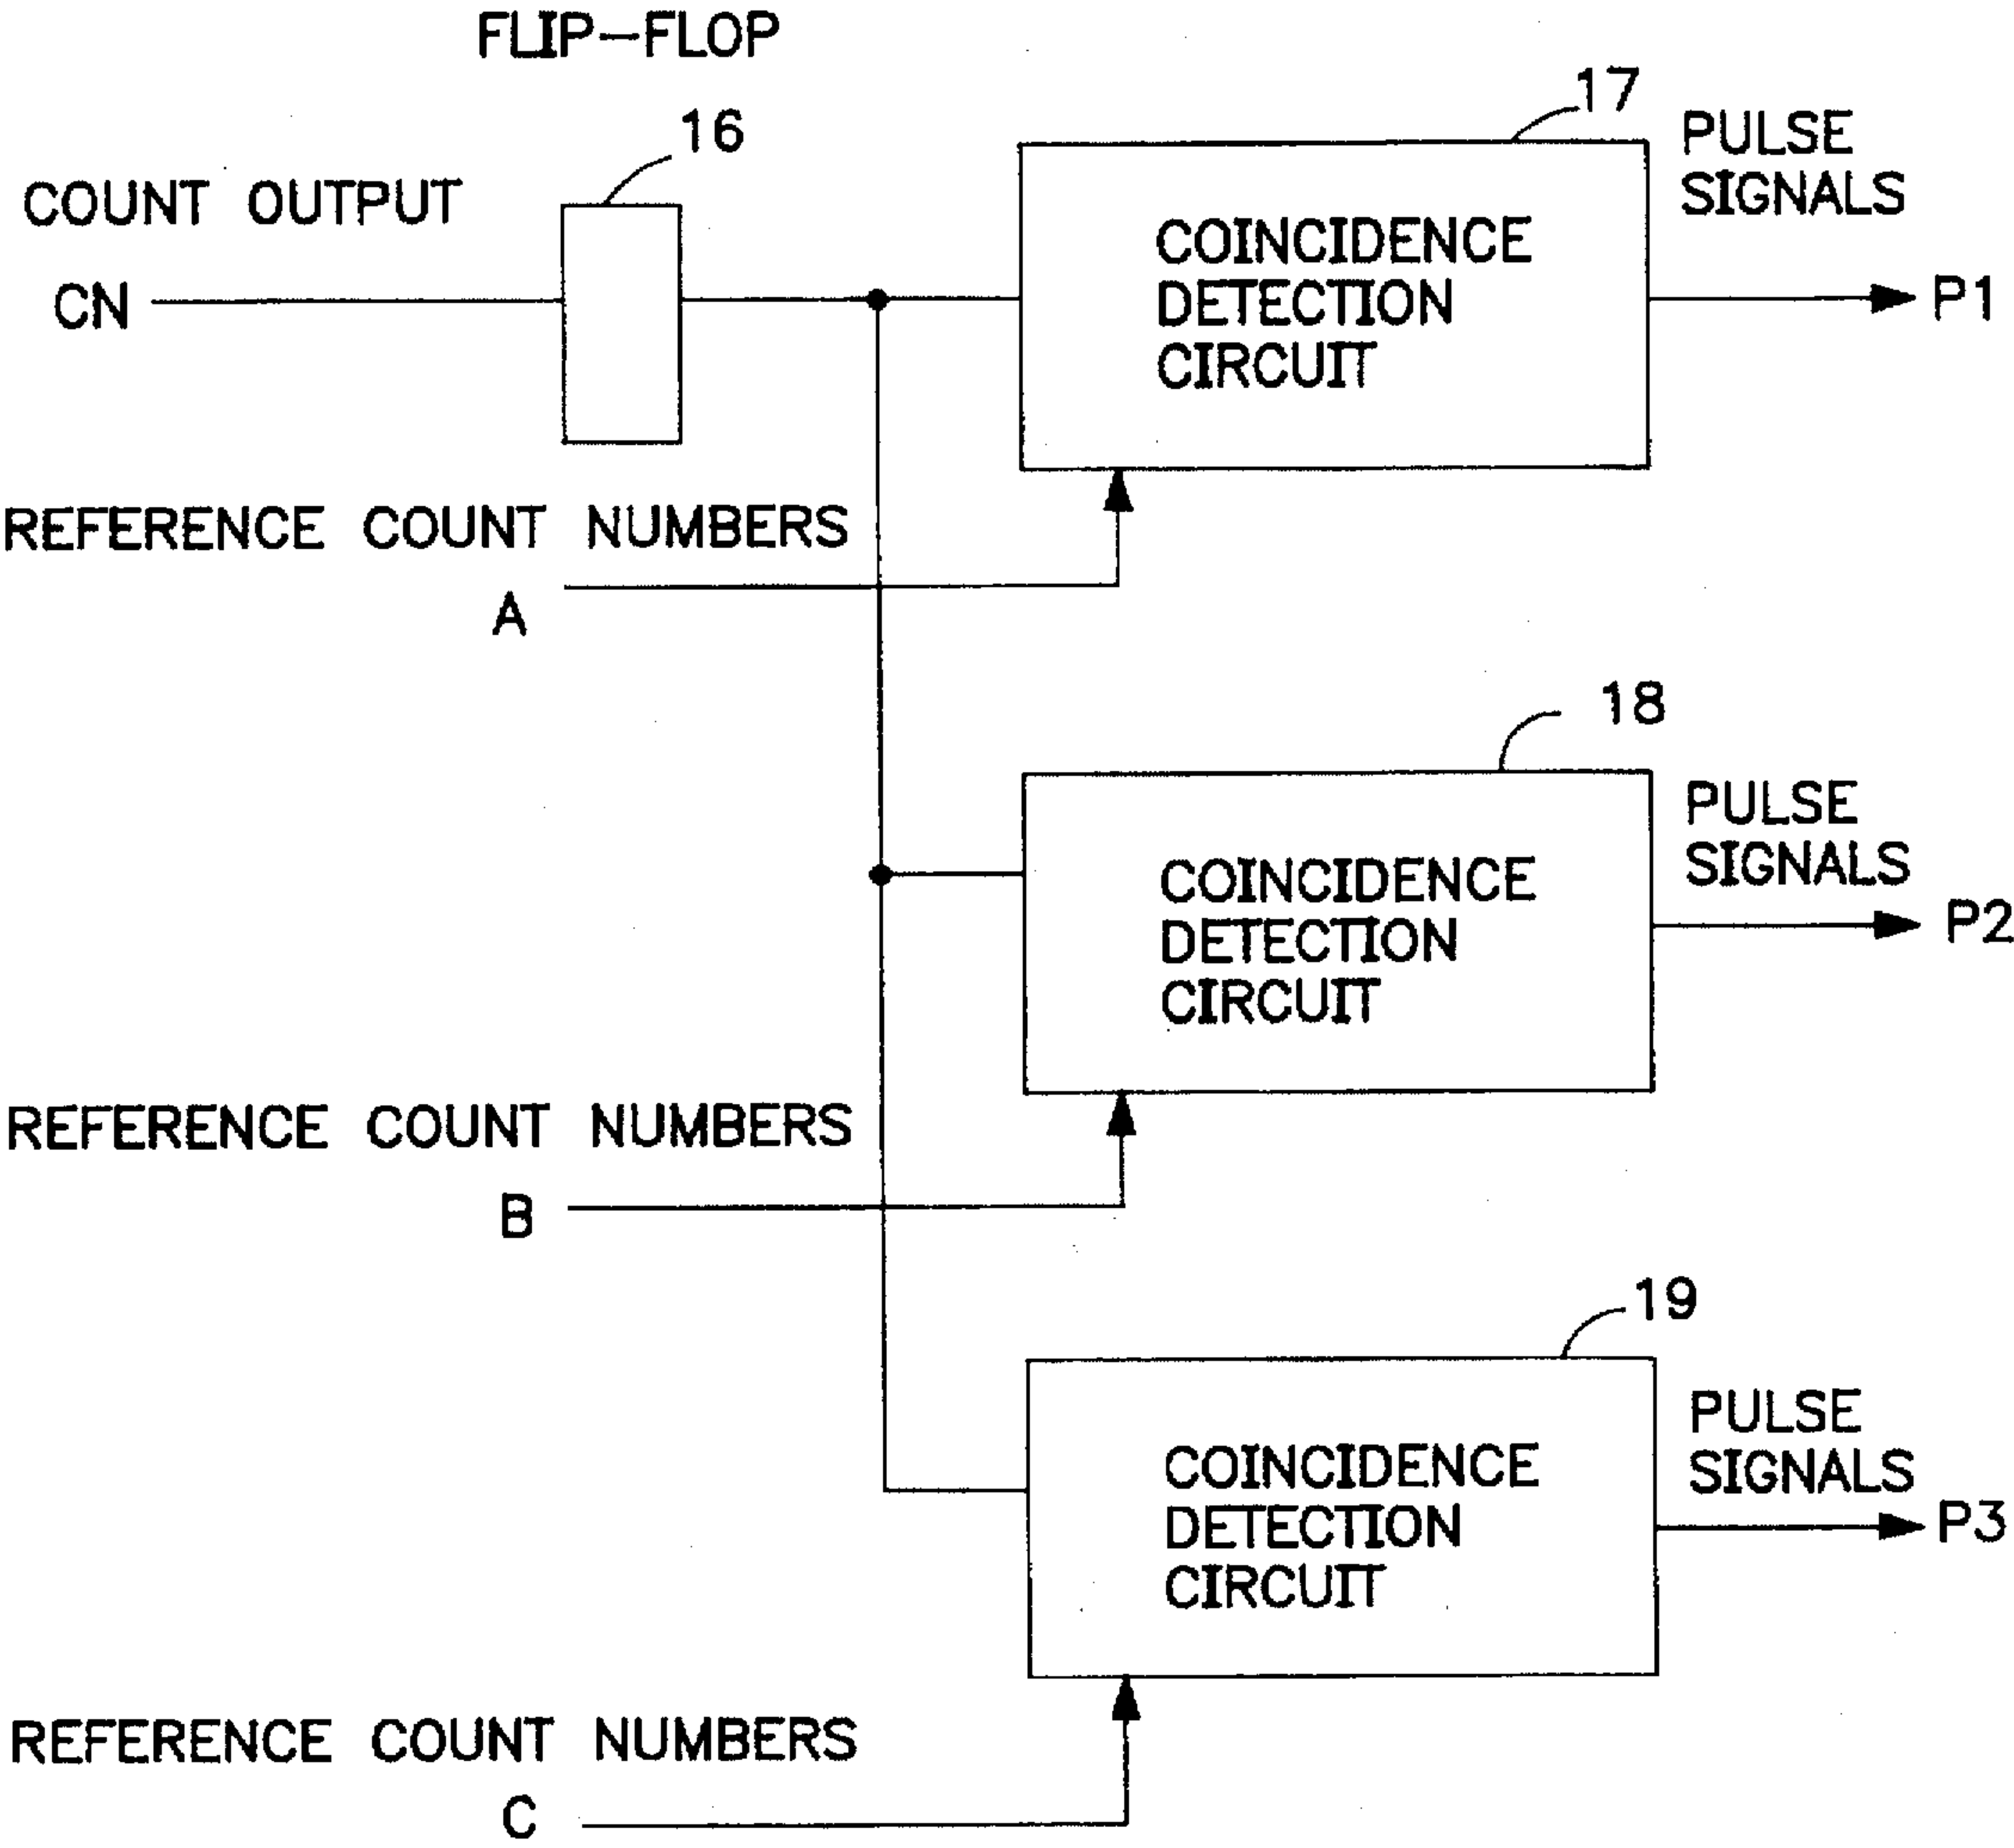 FLIP-FLOP
16
17
COUNT OUTPUT
CN
PULSE
SIGNALS
COINCIDENCE
DETECTION
CIRCUIT
P1
REFERENCE COUNT NUMBERS
A
18
PULSE
SIGNALS
COINCIDENCE
DETECTION
CIRCUIT
P2
REFERENCE COUNT NUMBERS
B
19
PULSE
SIGNALS
COINCIDENCE
DETECTION
CIRCUIT
P3
REFERENCE COUNT NUMBERS
C